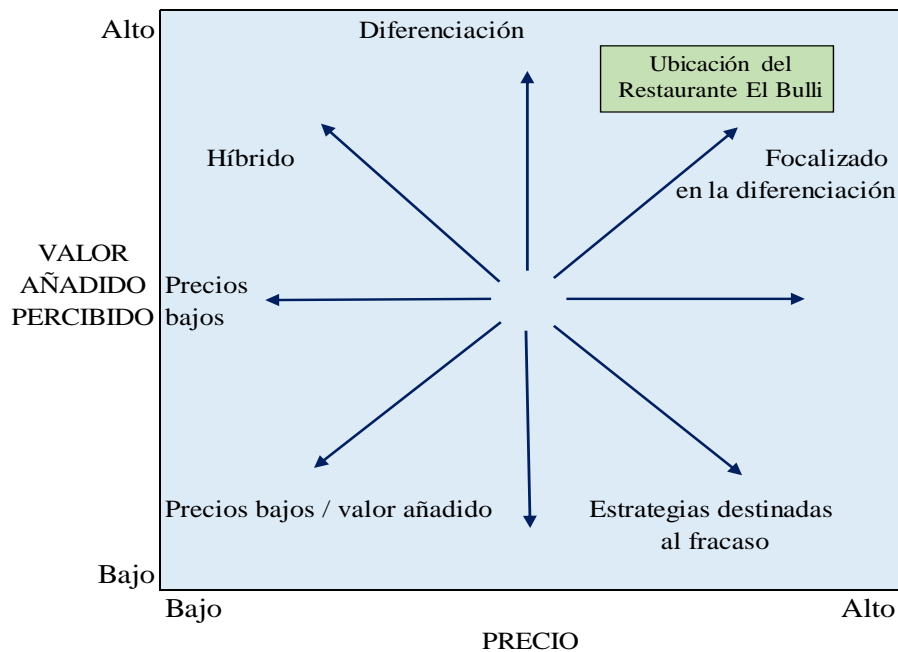 Alto
Diferenciación
Ubicación del
Restaurante El Bulli
Híbrido
Focalizado
en la diferenciación
VALOR
AÑADIDO
PERCIBIDO
Precios
bajos
Precios bajos / valor añadido
Estrategias destinadas
al fracaso
Bajo
Bajo
Alto
PRECIO